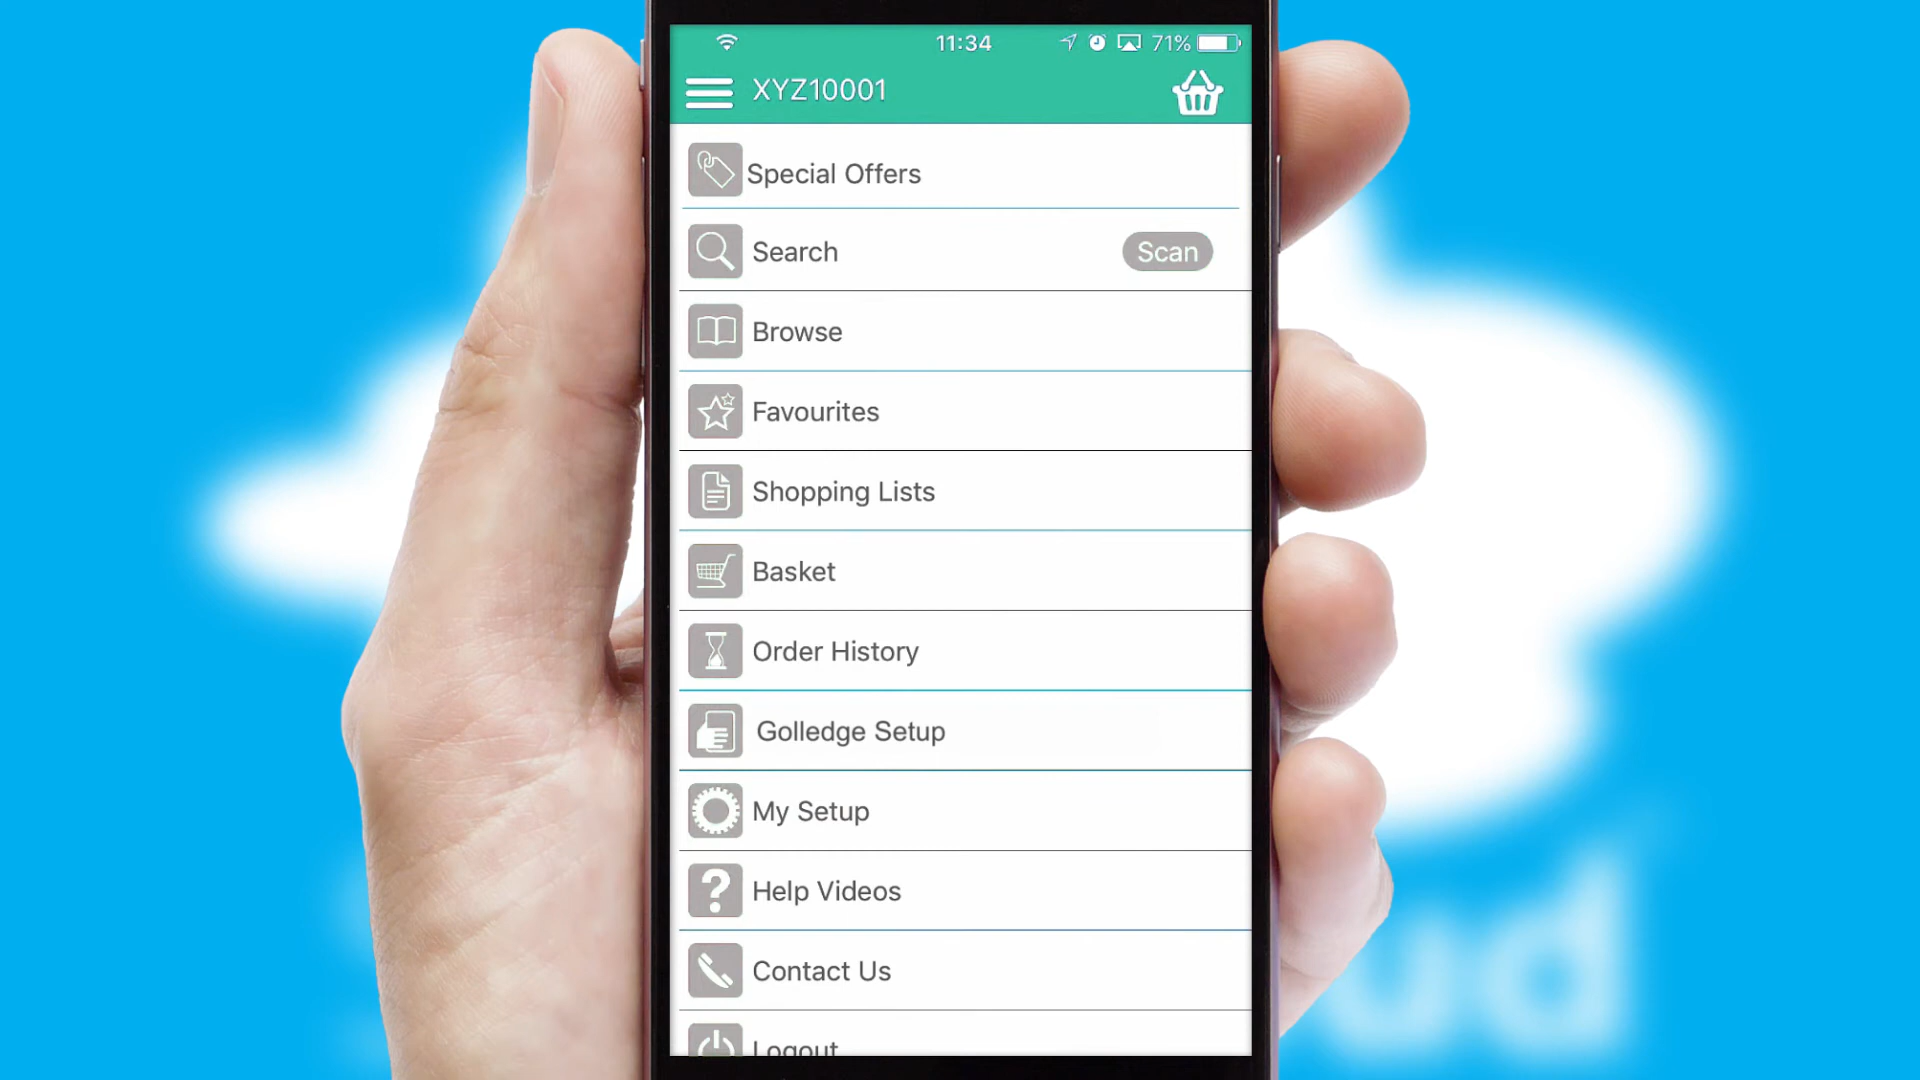 11:34
71%
XYZ10001
Special Offers
Search
Scan
Browse
Favourites
Shopping Lists
Basket
Order History
Golledge Setup
My Setup
Help Videos
Contact Us
Logout